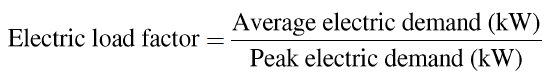 Electric load factor = Average electric demand (kW)
Peak electric demand (kW)